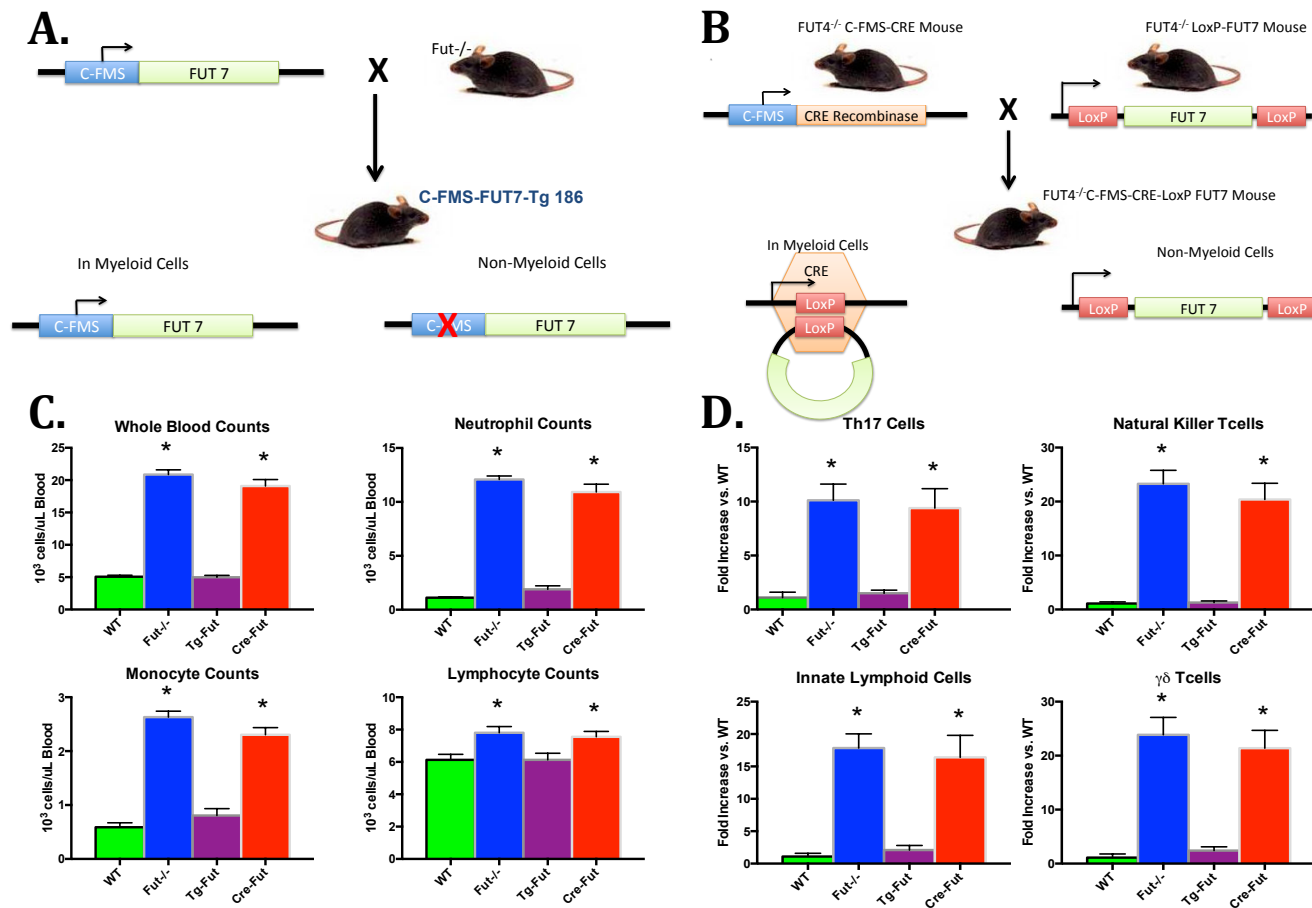 A.
C-FMS
FUT 7
X
Fut-/-
C-FMS-FUT7-Tg 186
In Myeloid Cells
Non-Myeloid Cells
C-FMS
FUT 7
FUT 7
X
B
FUT4-/- C-FMS-CRE Mouse
FUT4-/- LoxP-FUT7 Mouse
C-FMS
CRE Recombinase
X
LoxP
FUT 7
LoxP
FUT4-/-C-FMS-CRE-LoxP FUT7 Mouse
In Myeloid Cells
Non-Myeloid Cells
CRE
LoxP
LoxP
LoxP
FUT 7
LoxP
C.
Whole Blood Counts
10³ cells/uL Blood
25
20
15
10
5
0
* *
WT Fut-/- Tg-Fut Cre-Fut
Neutrophil Counts
10³ cells/uL Blood
15
10
5
0
* *
WT Fut-/- Tg-Fut Cre-Fut
Monocyte Counts
10³ cells/uL Blood
3
2
1
0
* *
WT Fut-/- Tg-Fut Cre-Fut
Lymphocyte Counts
10³ cells/uL Blood
10
8
6
4
2
0
* *
WT Fut-/- Tg-Fut Cre-Fut
D.
Th17 Cells
Fold Increase vs. WT
15
10
5
0
* *
WT Fut-/- Tg-Fut Cre-Fut
Natural Killer Tcells
Fold Increase vs. WT
30
20
10
0
* *
WT Fut-/- Tg-Fut Cre-Fut
Innate Lymphoid Cells
Fold Increase vs. WT
25
20
15
10
5
0
* *
WT Fut-/- Tg-Fut Cre-Fut
γδ Tcells
Fold Increase vs. WT
30
20
10
0
* *
WT Fut-/- Tg-Fut Cre-Fut